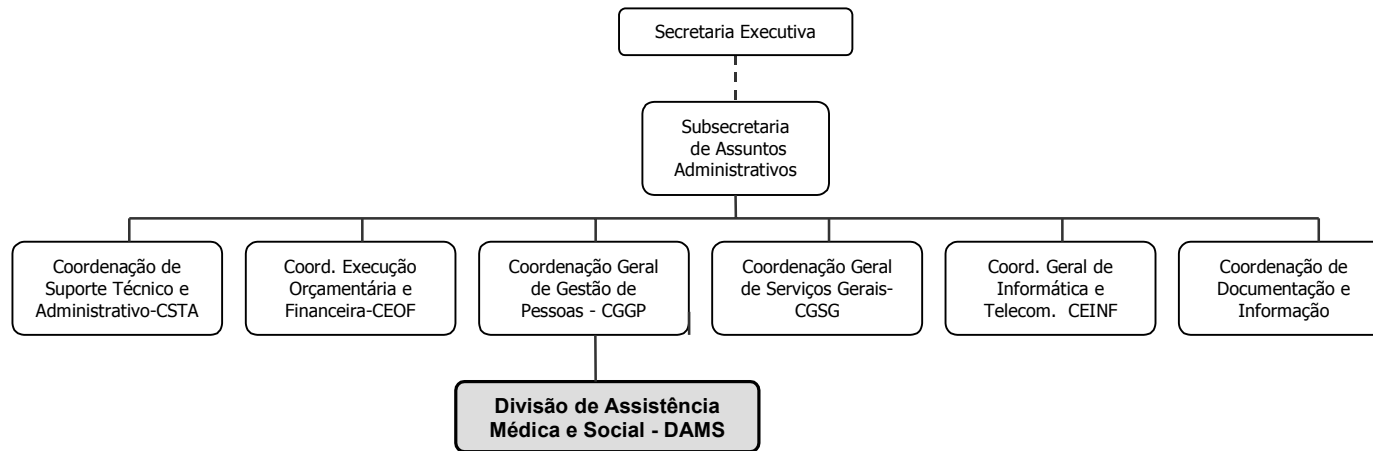 Secretaria Executiva
Subsecretaria
de Assuntos
Administrativos
Coordenação de
Suporte Técnico e
Administrativo-CSTA
Coord. Execução
Orçamentária e
Financeira-CEOF
Coordenação Geral
de Gestão de
Pessoas - CGGP
Coordenação Geral
de Serviços Gerais-
CGSG
Coord. Geral de
Informática e
Telecom. CEINF
Coordenação de
Documentação e
Informação
Divisão de Assistência
Médica e Social - DAMS